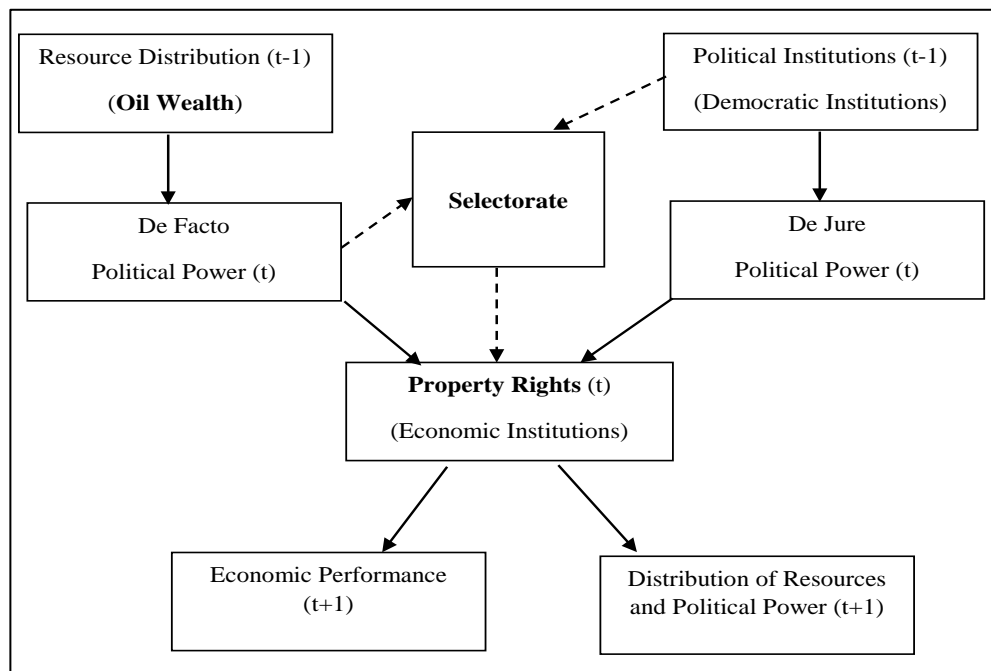 Resource Distribution (t-1)
(Oil Wealth)
Political Institutions (t-1)
(Democratic Institutions)
Selectorate
De Facto
Political Power (t)
De Jure
Political Power (t)
Property Rights (t)
(Economic Institutions)
Economic Performance
(t+1)
Distribution of Resources
and Political Power (t+1)